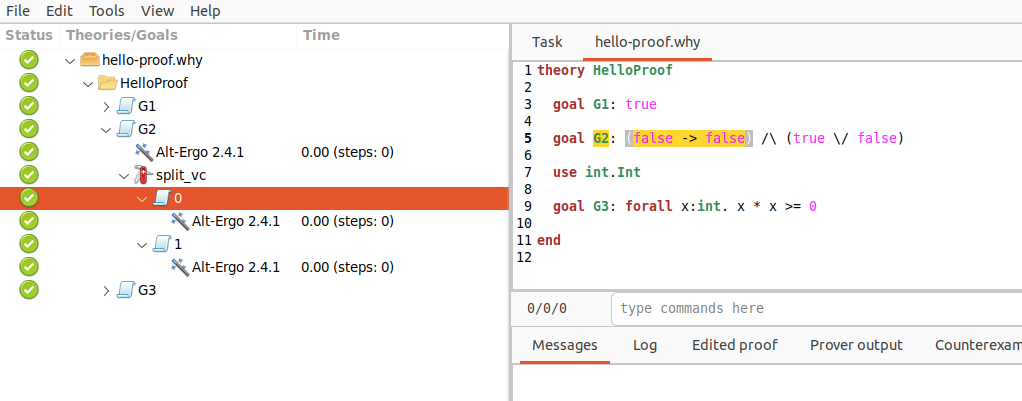 File Edit Tools View Help
Status Theories/Goals Time
hello-proof.why
HelloProof
G1
G2
Alt-Ergo 2.4.1 0.00 (steps: 0)
split_vc
0
Alt-Ergo 2.4.1 0.00 (steps: 0)
1
Alt-Ergo 2.4.1 0.00 (steps: 0)
G3
Task hello-proof.why
1 theory HelloProof
2
3 goal G1: true
4
5 goal G2: (false -> false) /\ (true \/ false)
6
7 use int.Int
8
9 goal G3: forall x:int. x * x >= 0
10
11 end
12
0/0/0 type commands here
Messages Log Edited proof Prover output Counterexam